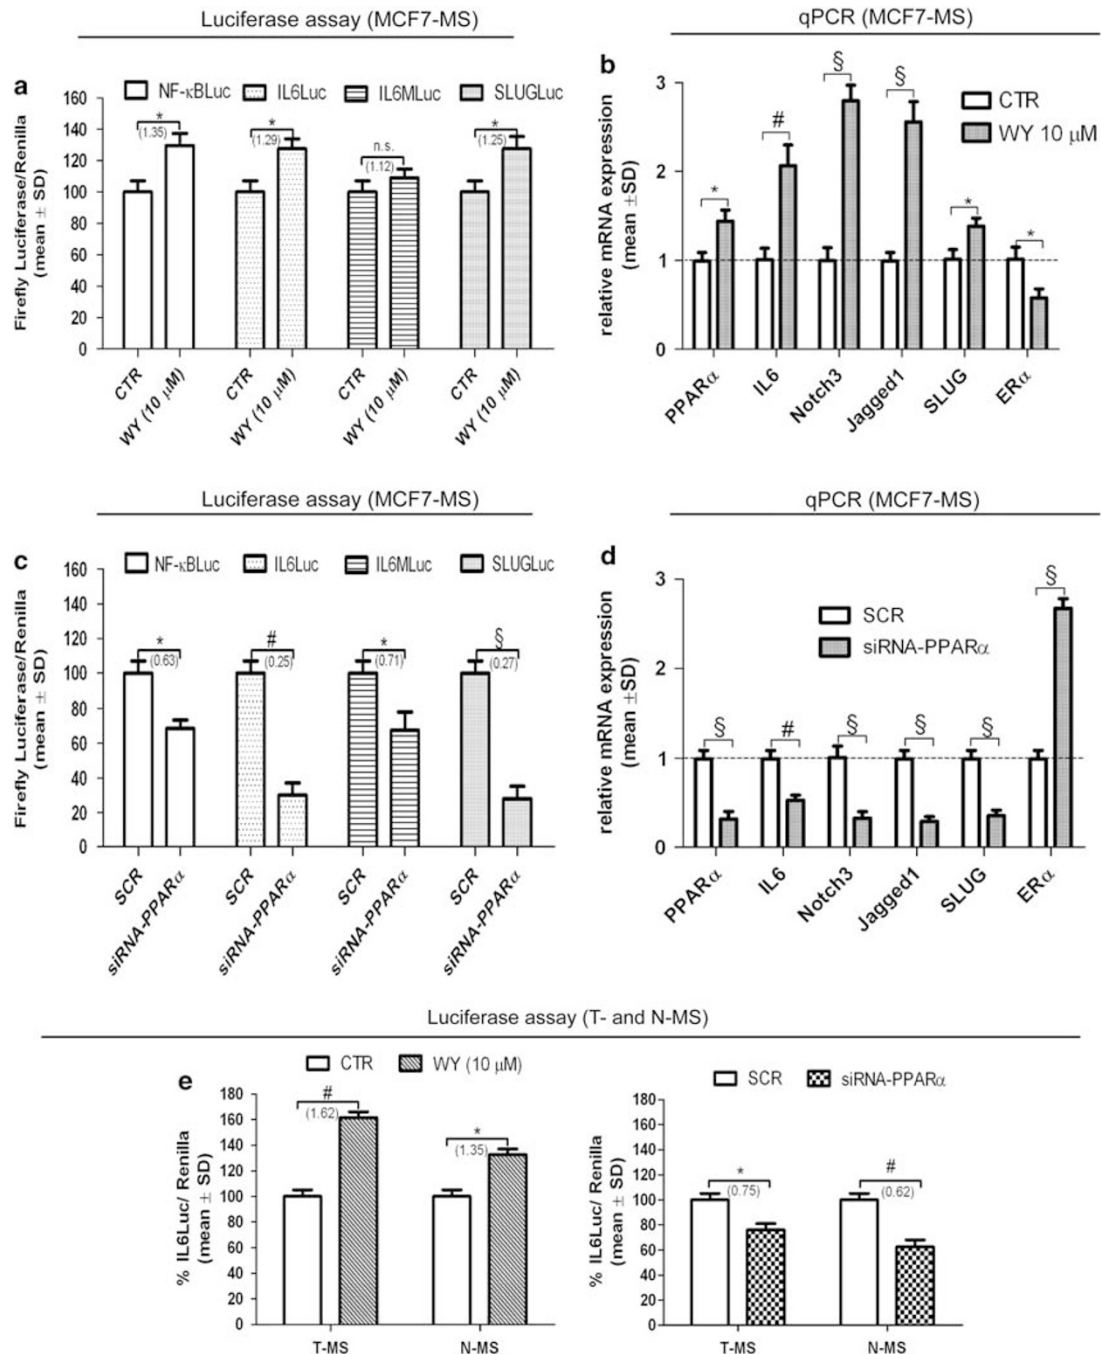 Luciferase assay (MCF7-MS)
a
NF-κBLuc IL6Luc IL6MLuc SLUGLuc
Firefly Luciferase/Renilla
(mean ± SD)
160
140
120
100
80
60
40
20
0
* (1.35)
* (1.29)
n.s. (1.12)
* (1.25)
CTR
WY (10 µM)
CTR
WY (10 µM)
CTR
WY (10 µM)
CTR
WY (10 µM)
qPCR (MCF7-MS)
b
CTR
WY 10 µM
relative mRNA expression
(mean ±SD)
3
2
1
0
* # § § * *
PPARα
IL6
Notch3
Jagged1
SLUG
ERα
Luciferase assay (MCF7-MS)
c
NF-κBLuc IL6Luc IL6MLuc SLUGLuc
Firefly Luciferase/Renilla
(mean ± SD)
160
140
120
100
80
60
40
20
0
* (0.63)
# (0.25)
* (0.71)
§ (0.27)
SCR
siRNA-PPARα
SCR
siRNA-PPARα
SCR
siRNA-PPARα
SCR
siRNA-PPARα
qPCR (MCF7-MS)
d
SCR
siRNA-PPARα
relative mRNA expression
(mean ±SD)
3
2
1
0
§ # § § § §
PPARα
IL6
Notch3
Jagged1
SLUG
ERα
Luciferase assay (T- and N-MS)
e
CTR WY (10 µM)
% IL6Luc/ Renilla
(mean ± SD)
180
160
140
120
100
80
60
40
20
0
# (1.62)
* (1.35)
T-MS N-MS
SCR siRNA-PPARα
% IL6Luc/ Renilla
(mean ± SD)
180
160
140
120
100
80
60
40
20
0
* (0.75)
# (0.62)
T-MS N-MS